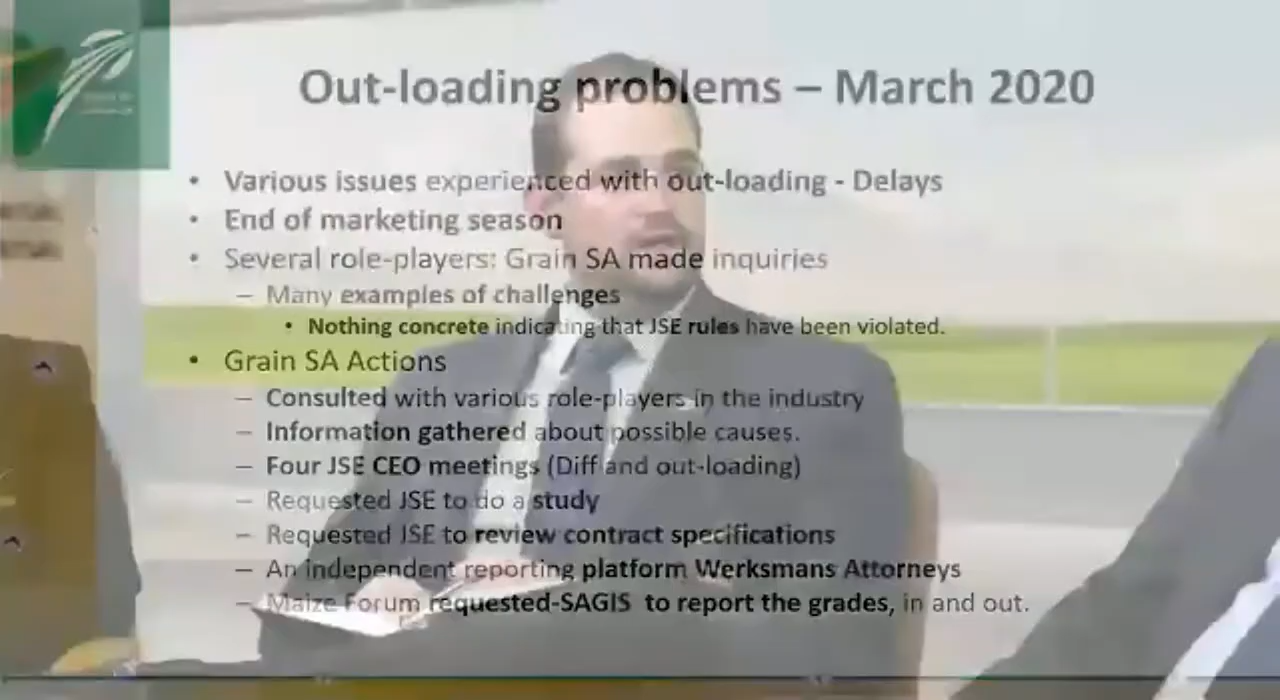 Out-loading problems – March 2020
• Various issues experienced with out-loading - Delays
• End of marketing season
• Several role-players: Grain SA made inquiries
– Many examples of challenges
• Nothing concrete indicating that JSE rules have been violated.
• Grain SA Actions
– Consulted with various role-players in the industry
– Information gathered about possible causes.
– Four JSE CEO meetings (Diff and out-loading)
– Requested JSE to do a study
– Requested JSE to review contract specifications
– An independent reporting platform Werksmans Attorneys
– Maize Forum requested-SAGIS to report the grades, in and out.